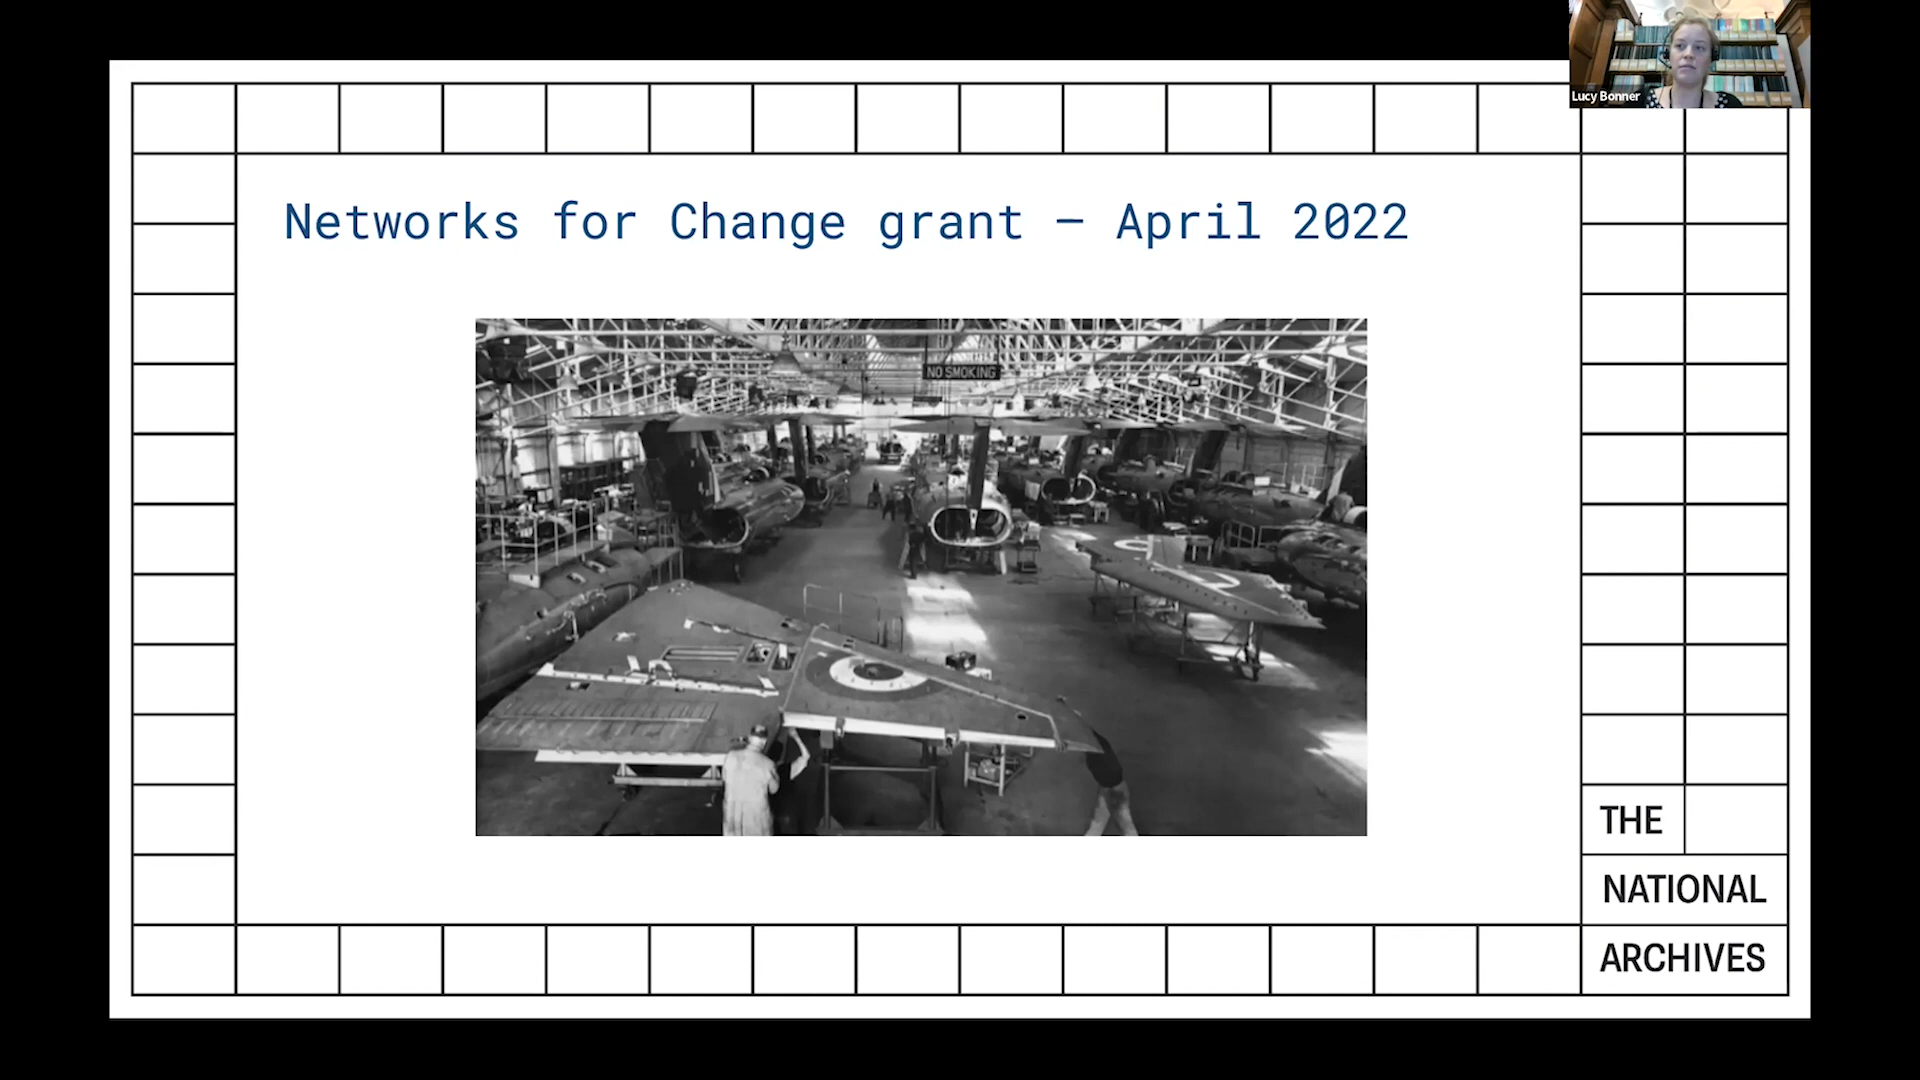 Lucy Bonner
Networks for Change grant – April 2022
NO SMOKING
THE
NATIONAL
ARCHIVES